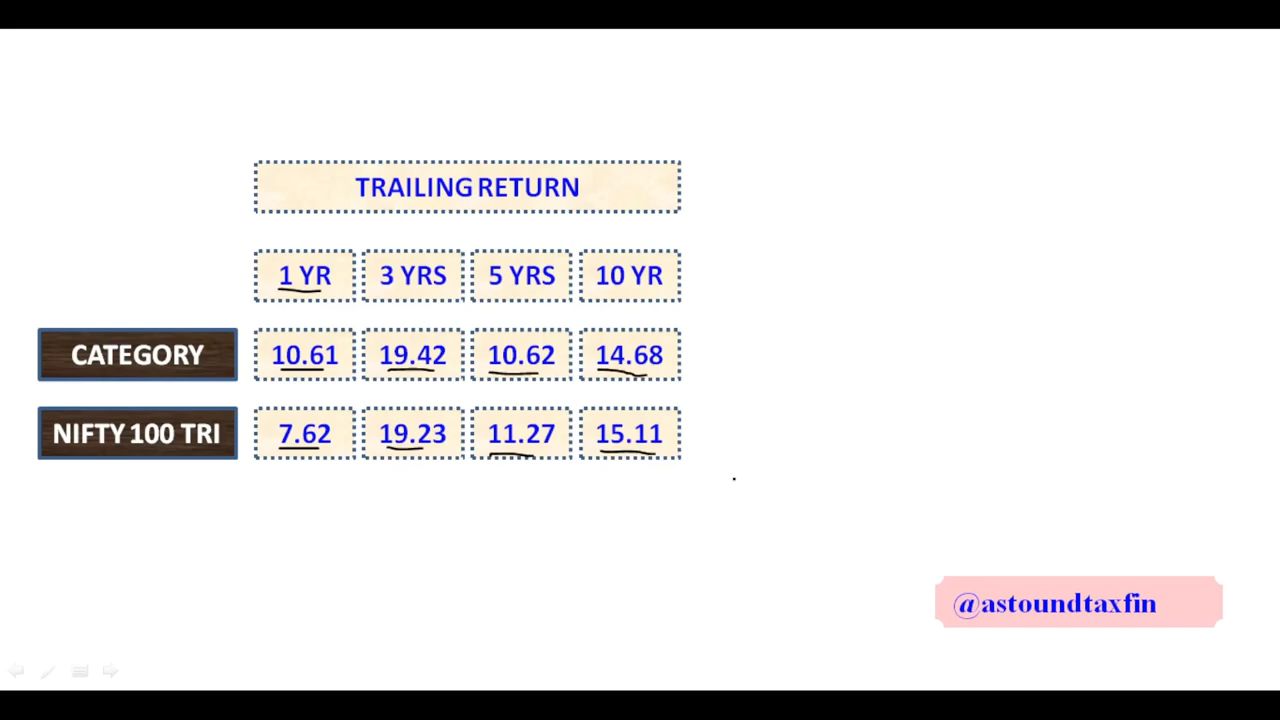 TRAILING RETURN
1 YR 3 YRS 5 YRS 10 YR
CATEGORY 10.61 19.42 10.62 14.68
NIFTY 100 TRI 7.62 19.23 11.27 15.11
@astoundtaxfin